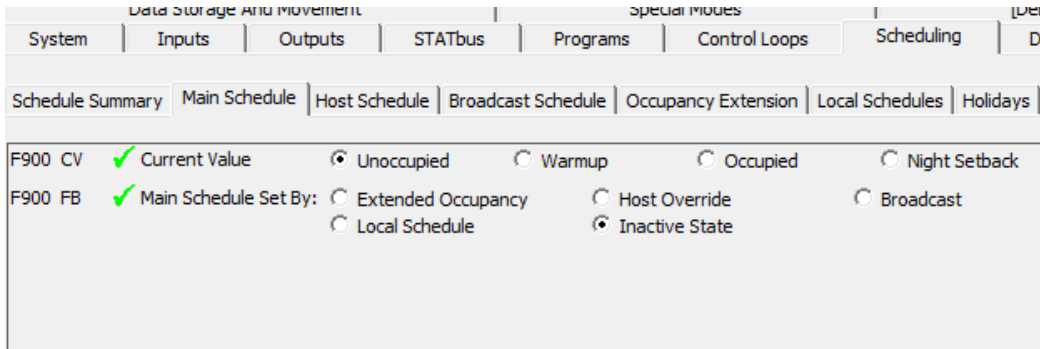 Data Storage And Movement Special Modes
System Inputs Outputs STATbus Programs Control Loops Scheduling
Schedule Summary Main Schedule Host Schedule Broadcast Schedule Occupancy Extension Local Schedules Holidays
F900 CV Current Value Unoccupied Warmup Occupied Night Setback
F900 FB Main Schedule Set By: Extended Occupancy Host Override Broadcast
Local Schedule Inactive State